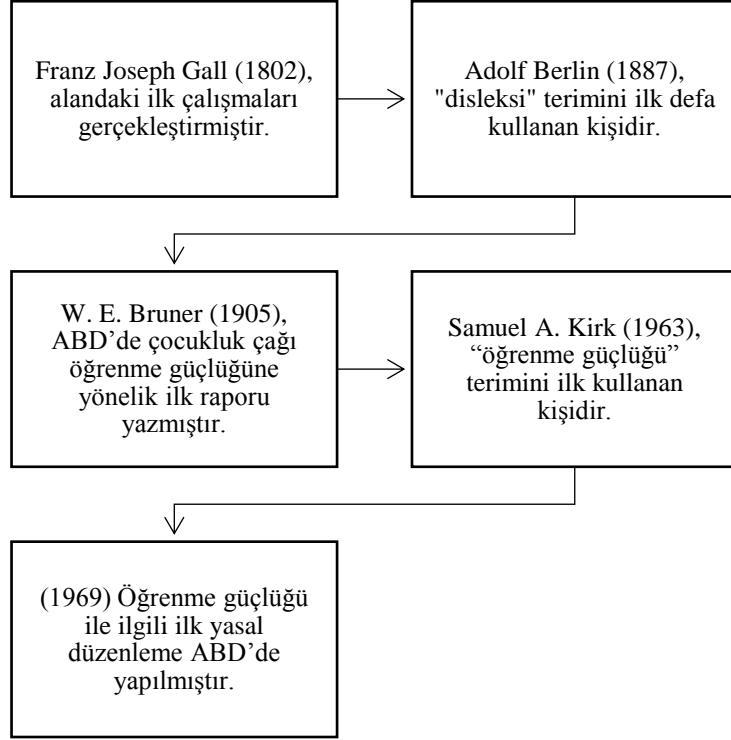 Franz Joseph Gall (1802),
alandaki ilk çalışmaları
gerçekleştirmiştir.
Adolf Berlin (1887),
"disleksi" terimini ilk defa
kullanan kişidir.
W. E. Bruner (1905),
ABD’de çocukluk çağı
öğrenme güçlüğüne
yönelik ilk raporu
yazmıştır.
Samuel A. Kirk (1963),
“öğrenme güçlüğü”
terimini ilk kullanan
kişidir.
(1969) Öğrenme güçlüğü
ile ilgili ilk yasal
düzenleme ABD’de
yapılmıştır.